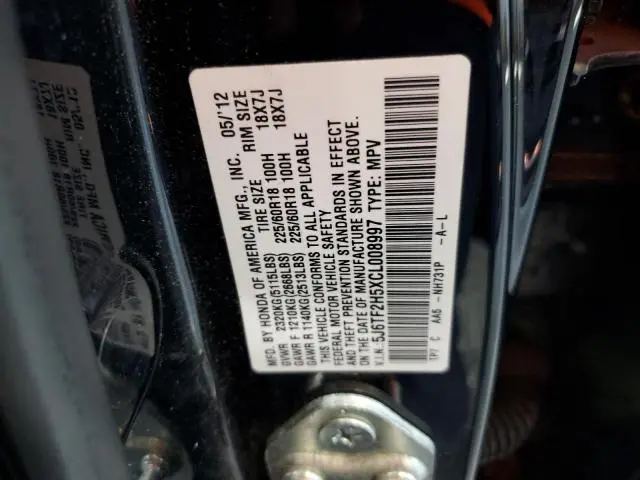 MFD. BY HONDA OF AMERICA MFG., INC. 05/'12
GVWR 2320KG(5115LBS) TIRE SIZE RIM SIZE
GAWR F 1210KG(2668LBS) 225/60R18 100H 18X7J
GAWR R 1140KG(2513LBS) 225/60R18 100H 18X7J
THIS VEHICLE CONFORMS TO ALL APPLICABLE
FEDERAL MOTOR VEHICLE SAFETY
AND THEFT PREVENTION STANDARDS IN EFFECT
ON THE DATE OF MANUFACTURE SHOWN ABOVE.
V.I.N.:5J6TF2H5XCL008997 TYPE: MPV
TP7 C AA5 -NH731P -A-L